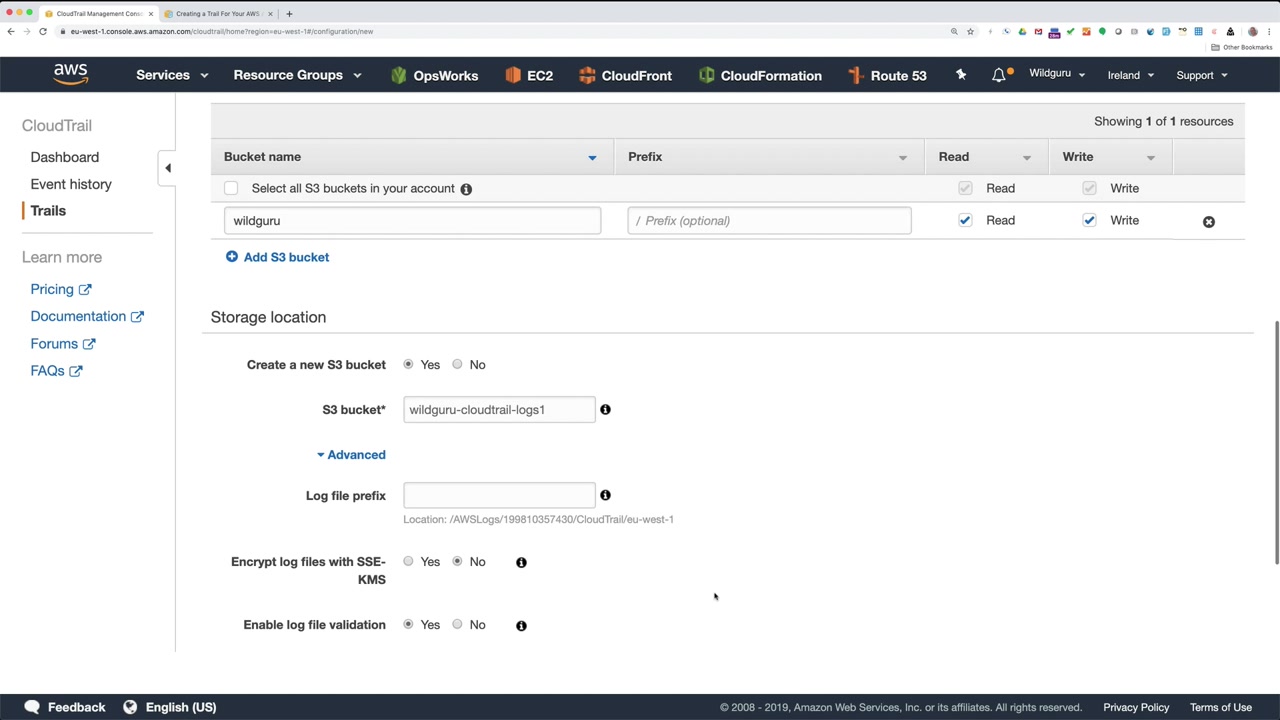 CloudTrail Management Cons
Creating a Trail For Your AWS
eu-west-1.console.aws.amazon.com/cloudtrail/home?region=eu-west-1#/configuration/new
Other Bookmarks
aws
Services
Resource Groups
OpsWorks
EC2
CloudFront
CloudFormation
Route 53
Wildguru
Ireland
Support
CloudTrail
Dashboard
Event history
Trails
Learn more
Pricing
Documentation
Forums
FAQs
Showing 1 of 1 resources
Bucket name Prefix Read Write
Select all S3 buckets in your account Read Write
wildguru / Prefix (optional) Read Write
Add S3 bucket
Storage location
Create a new S3 bucket Yes No
S3 bucket* wildguru-cloudtrail-logs1
Advanced
Log file prefix
Location: /AWSLogs/199810357430/CloudTrail/eu-west-1
Encrypt log files with SSE- Yes No
KMS
Enable log file validation Yes No
Feedback English (US) © 2008 - 2019, Amazon Web Services, Inc. or its affiliates. All rights reserved. Privacy Policy Terms of Use